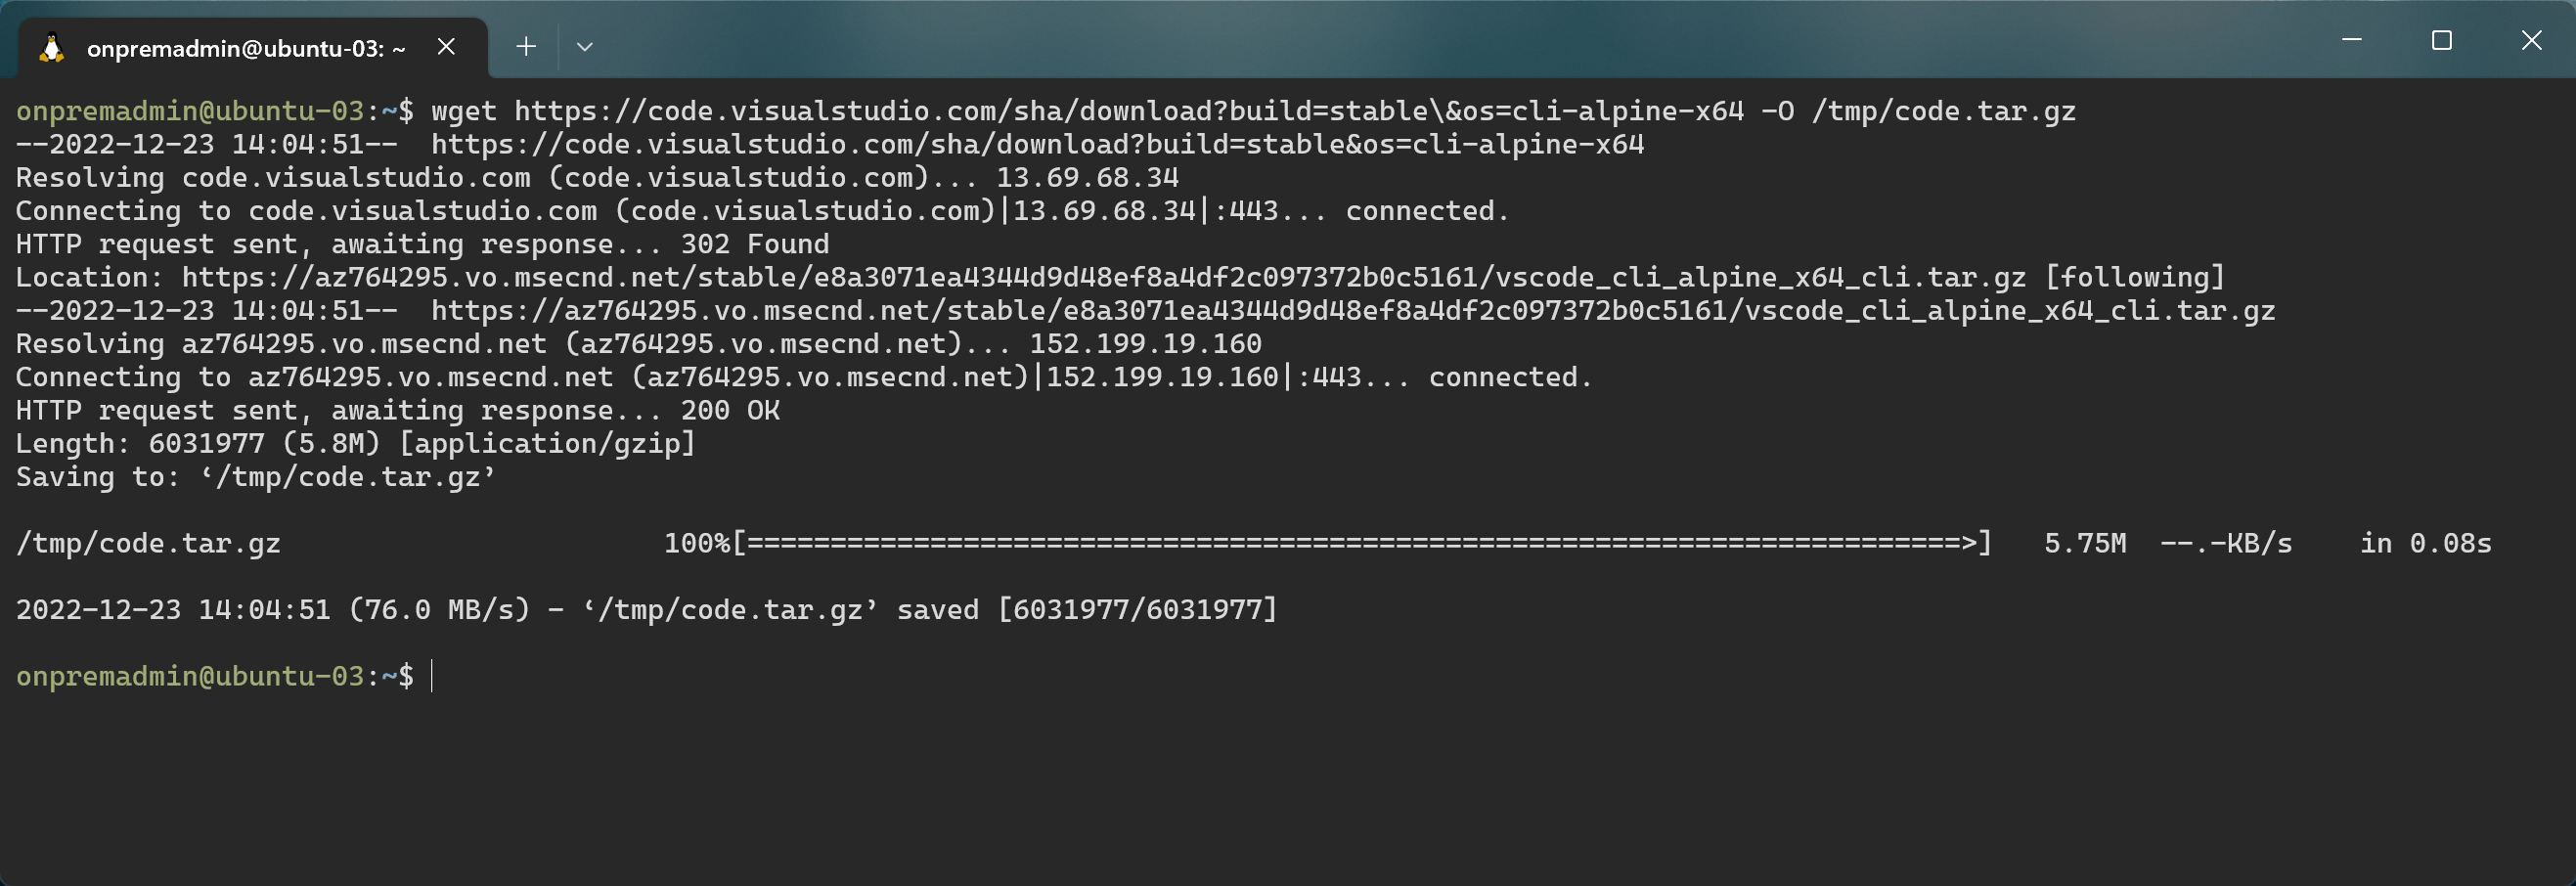 onpremadmin@ubuntu-03: ~
onpremadmin@ubuntu-03:~$ wget https://code.visualstudio.com/sha/download?build=stable\&os=cli-alpine-x64 -O /tmp/code.tar.gz
--2022-12-23 14:04:51--  https://code.visualstudio.com/sha/download?build=stable&os=cli-alpine-x64
Resolving code.visualstudio.com (code.visualstudio.com)... 13.69.68.34
Connecting to code.visualstudio.com (code.visualstudio.com)|13.69.68.34|:443... connected.
HTTP request sent, awaiting response... 302 Found
Location: https://az764295.vo.msecnd.net/stable/e8a3071ea4344d9d48ef8a4df2c097372b0c5161/vscode_cli_alpine_x64_cli.tar.gz [following]
--2022-12-23 14:04:51--  https://az764295.vo.msecnd.net/stable/e8a3071ea4344d9d48ef8a4df2c097372b0c5161/vscode_cli_alpine_x64_cli.tar.gz
Resolving az764295.vo.msecnd.net (az764295.vo.msecnd.net)... 152.199.19.160
Connecting to az764295.vo.msecnd.net (az764295.vo.msecnd.net)|152.199.19.160|:443... connected.
HTTP request sent, awaiting response... 200 OK
Length: 6031977 (5.8M) [application/gzip]
Saving to: ‘/tmp/code.tar.gz’
/tmp/code.tar.gz                       100%[=========================================================================>]   5.75M  --.-KB/s    in 0.08s
2022-12-23 14:04:51 (76.0 MB/s) - ‘/tmp/code.tar.gz’ saved [6031977/6031977]
onpremadmin@ubuntu-03:~$